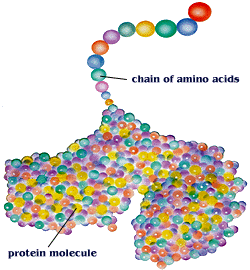 chain of amino acids
protein molecule